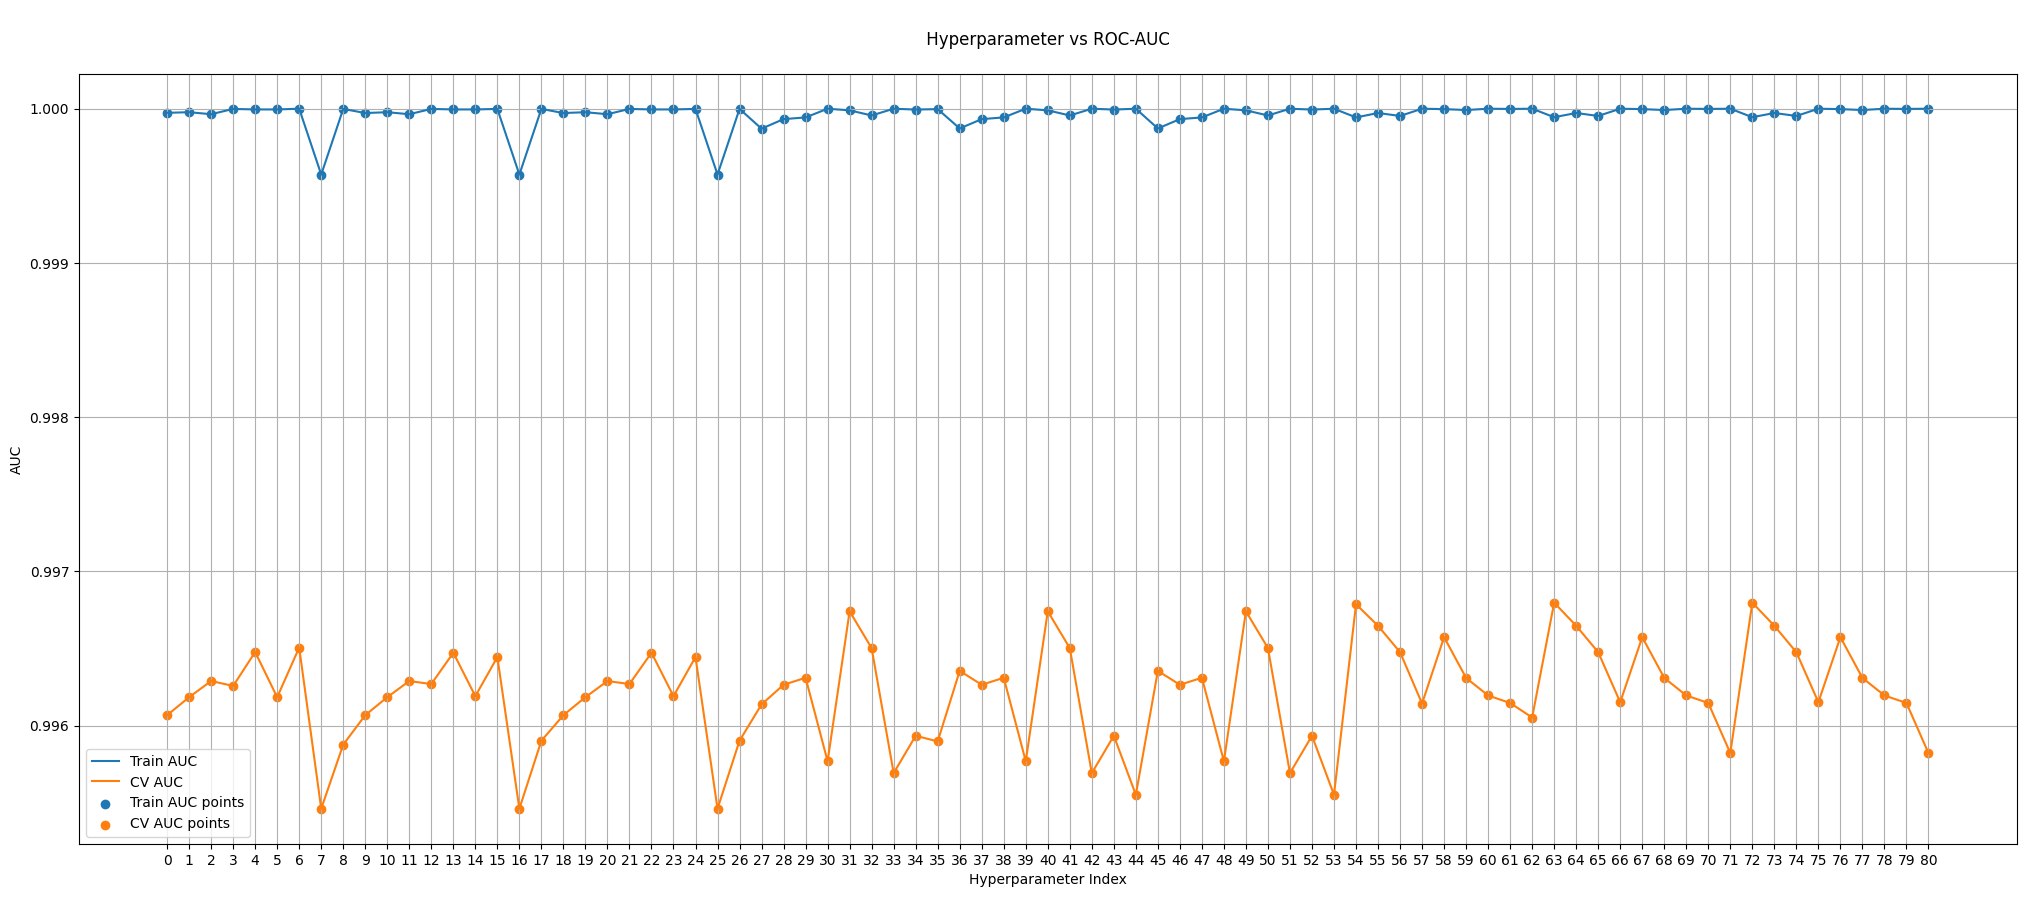 Hyperparameter vs ROC-AUC
1.000
0.999
0.998
0.997
0.996
AUC
Train AUC
CV AUC
Train AUC points
CV AUC points
0 1 2 3 4 5 6 7 8 9 10 11 12 13 14 15 16 17 18 19 20 21 22 23 24 25 26 27 28 29 30 31 32 33 34 35 36 37 38 39 40 41 42 43 44 45 46 47 48 49 50 51 52 53 54 55 56 57 58 59 60 61 62 63 64 65 66 67 68 69 70 71 72 73 74 75 76 77 78 79 80
Hyperparameter Index